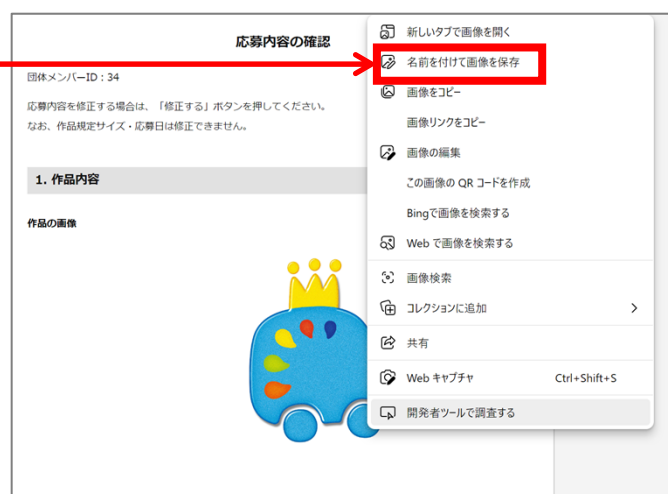 応募内容の確認
団体メンバーID：34
応募内容を修正する場合は、「修正する」ボタンを押してください。
なお、作品規定サイズ・応募日は修正できません。
1. 作品内容
作品の画像
新しいタブで画像を開く
名前を付けて画像を保存
画像をコピー
画像リンクをコピー
画像の編集
この画像の QR コードを作成
Bingで画像を検索する
Web で画像を検索する
画像検索
コレクションに追加
共有
Web キャプチャ Ctrl+Shift+S
開発者ツールで調査する